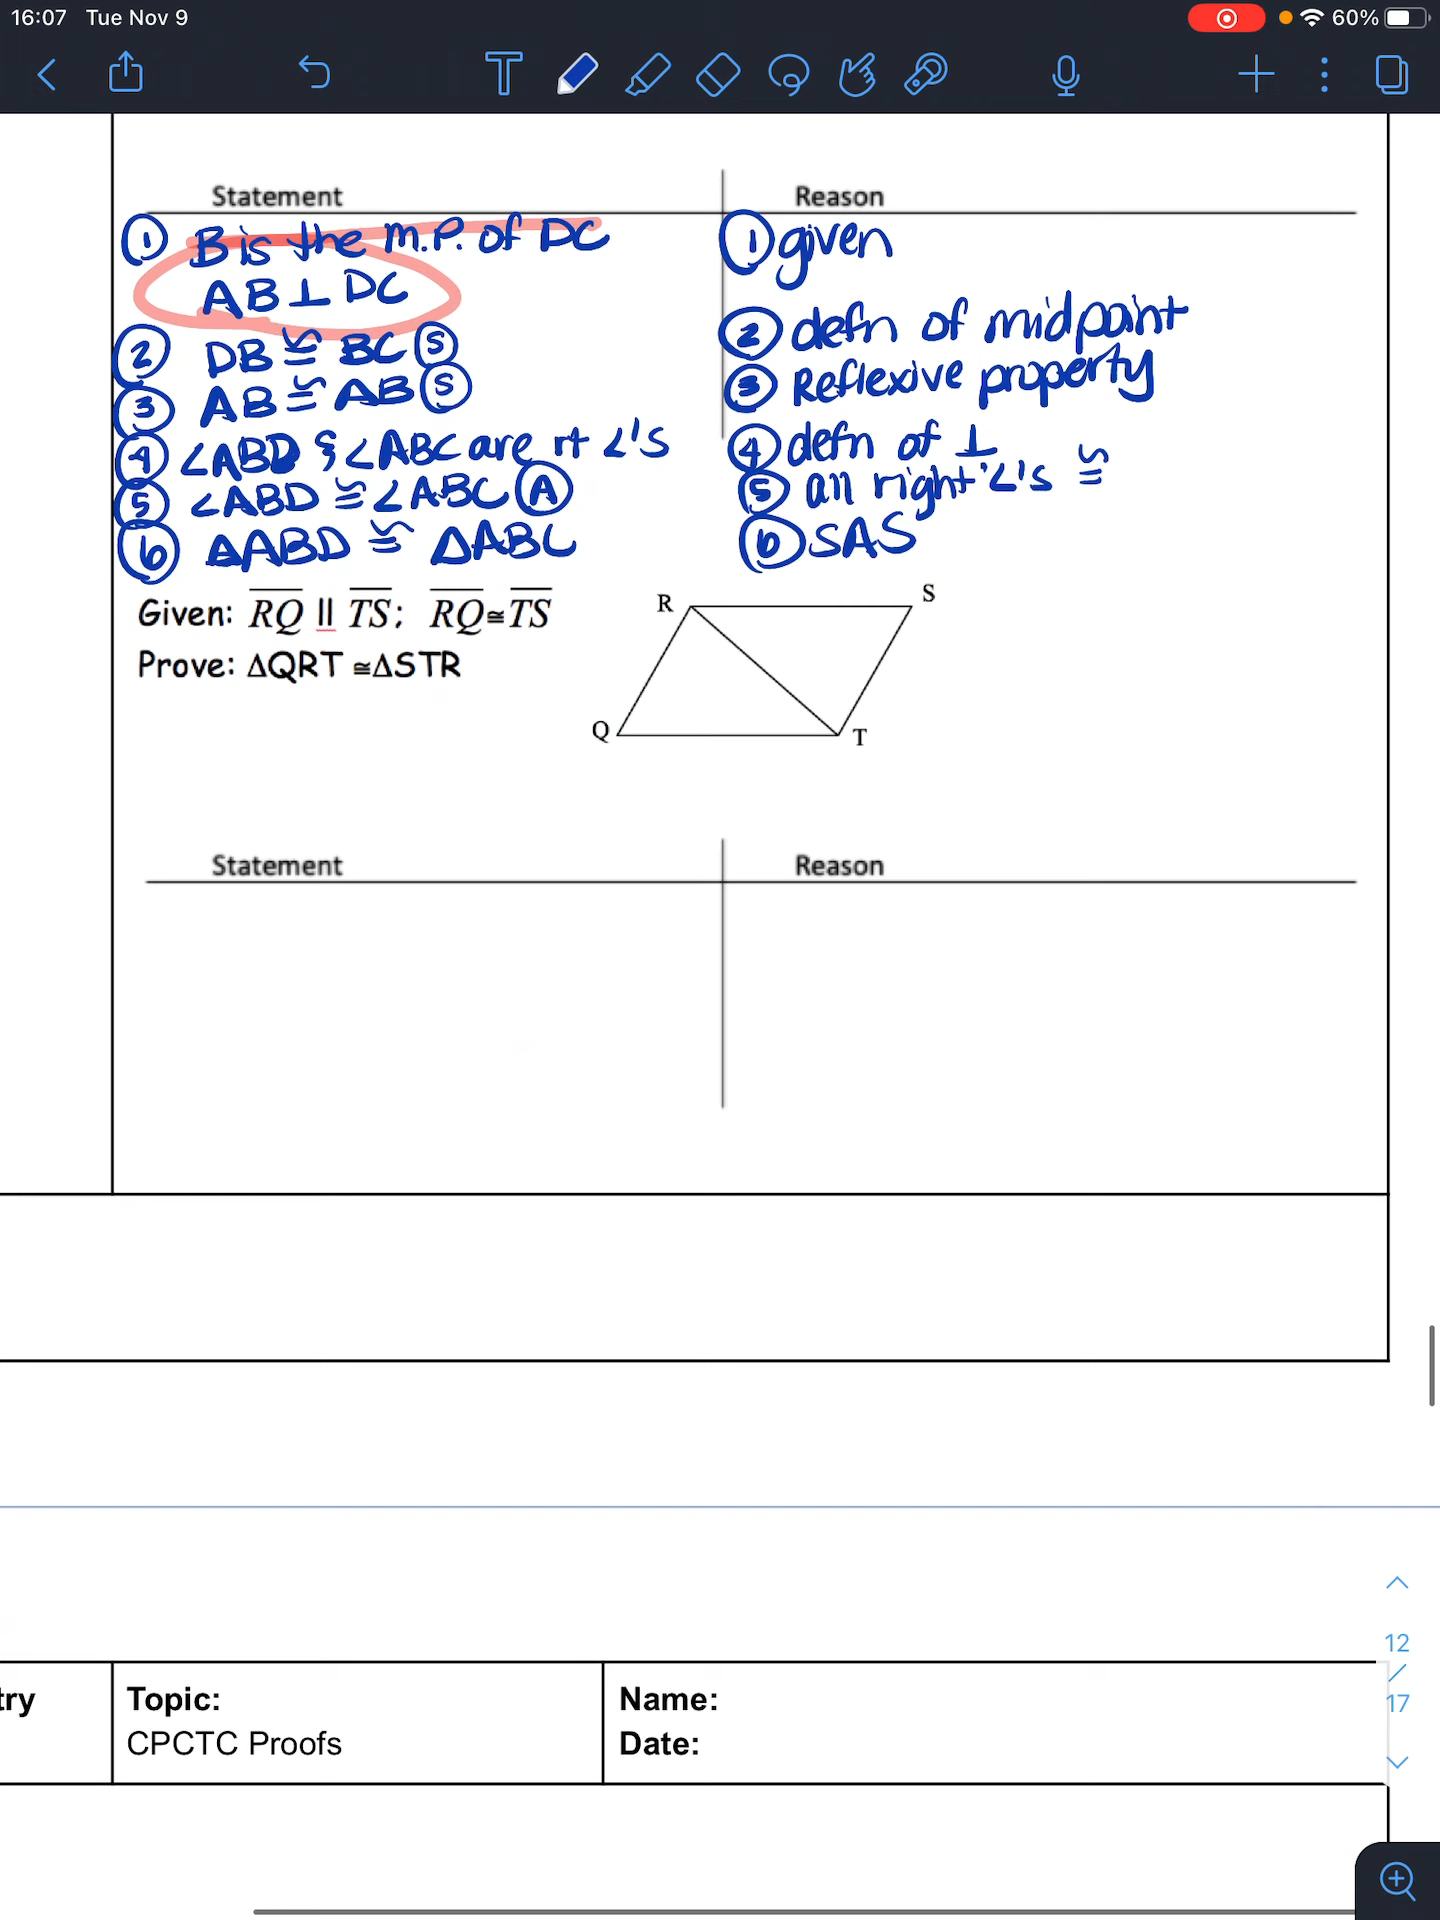 16:07 Tue Nov 9
60%
Statement Reason
① B is the m.P. of DC ① given
AB ⊥ DC
② DB ≅ BC Ⓢ ② defn of midpoint
③ AB ≅ AB Ⓢ ③ Reflexive property
④ ∠ABD & ∠ABC are rt ∠'s ④ defn of ⊥
⑤ ∠ABD ≅ ∠ABC Ⓐ ⑤ all right ∠'s ≅
⑥ ΔABD ≅ ΔABC ⑥ SAS
Given: RQ || TS; RQ≅TS
Prove: ΔQRT ≅ΔSTR
R S
Q T
Statement Reason
12
/
17
try Topic: Name:
CPCTC Proofs Date: